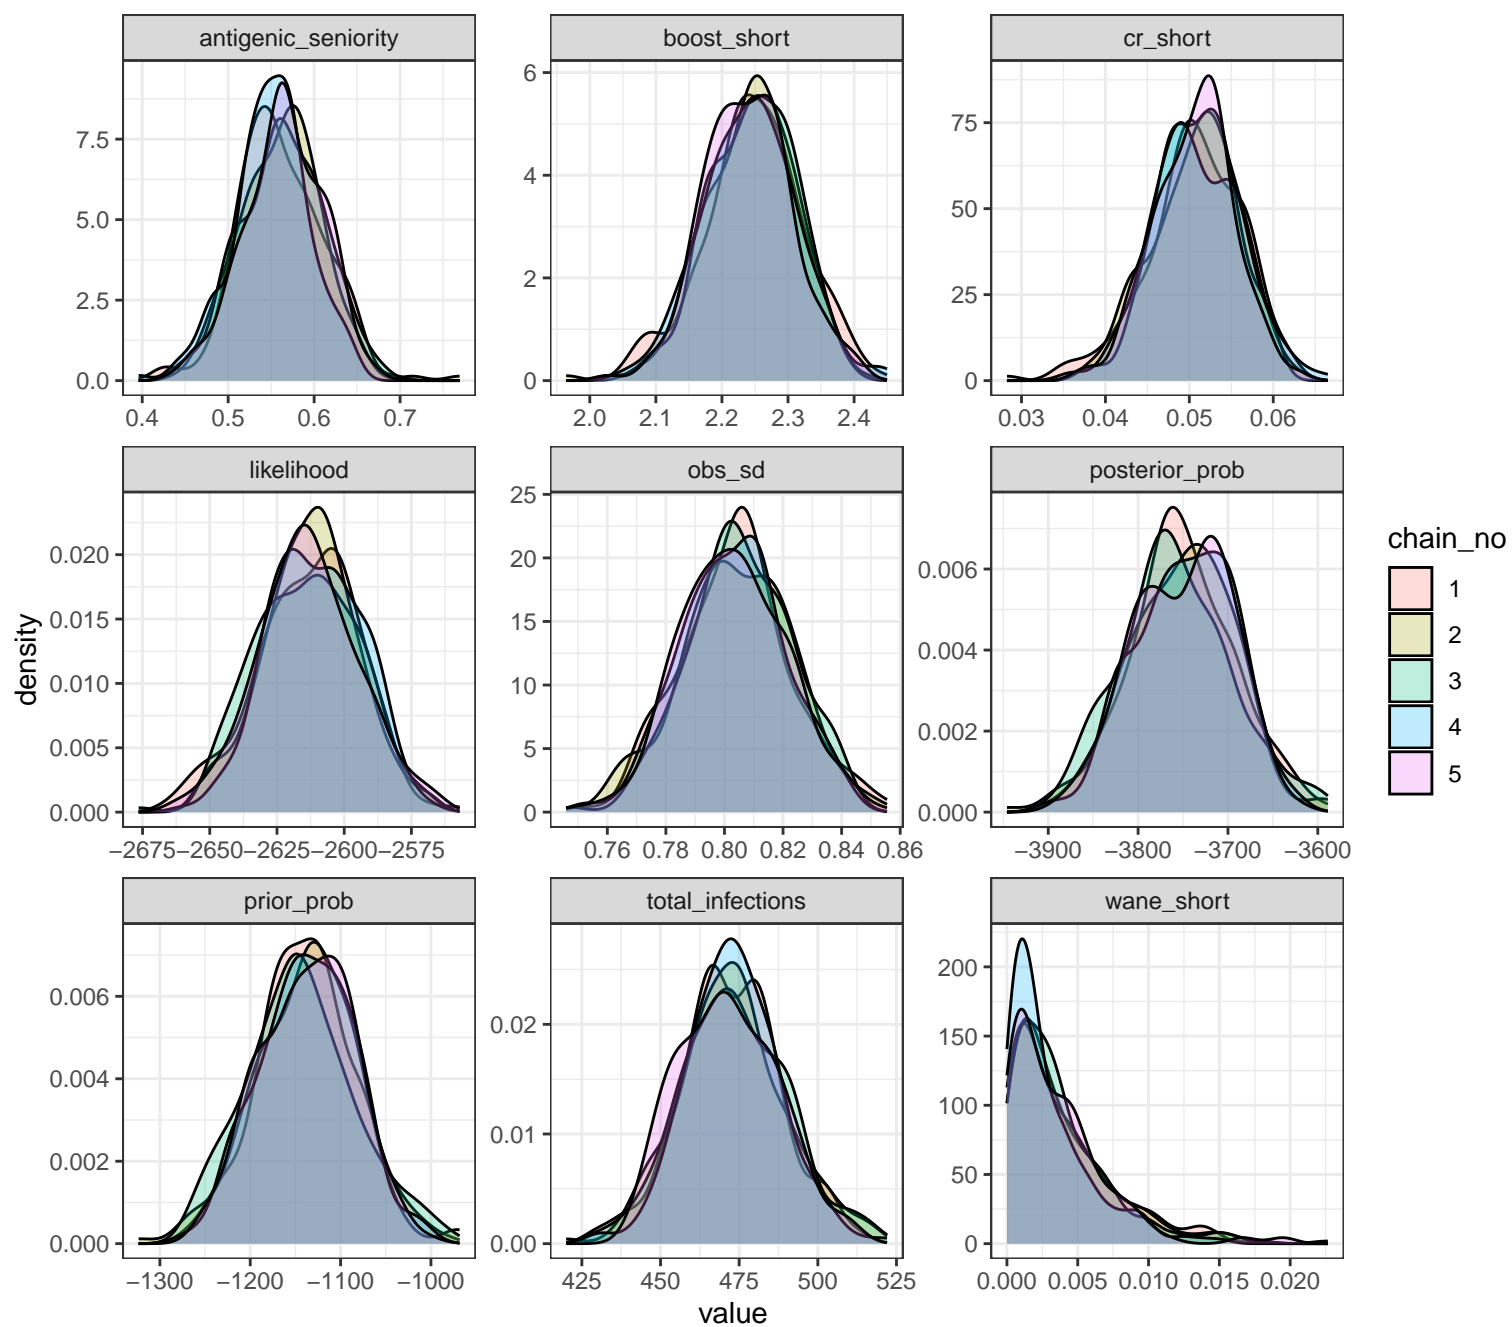 antigenic_seniority
boost_short
cr_short
0.0
2.5
5.0
7.5
0.4 0.5 0.6 0.7
0
2
4
6
2.0 2.1 2.2 2.3 2.4
0
25
50
75
0.03 0.04 0.05 0.06
likelihood
obs_sd
posterior_prob
0.000
0.005
0.010
0.015
0.020
−2675 −2650 −2625 −2600 −2575
0
5
10
15
20
25
0.76 0.78 0.80 0.82 0.84 0.86
0.000
0.002
0.004
0.006
−3900 −3800 −3700 −3600
prior_prob
total_infections
wane_short
0.000
0.002
0.004
0.006
−1300 −1200 −1100 −1000
0.00
0.01
0.02
425 450 475 500 525
0
50
100
150
200
0.000 0.005 0.010 0.015 0.020
density
value
chain_no
1
2
3
4
5